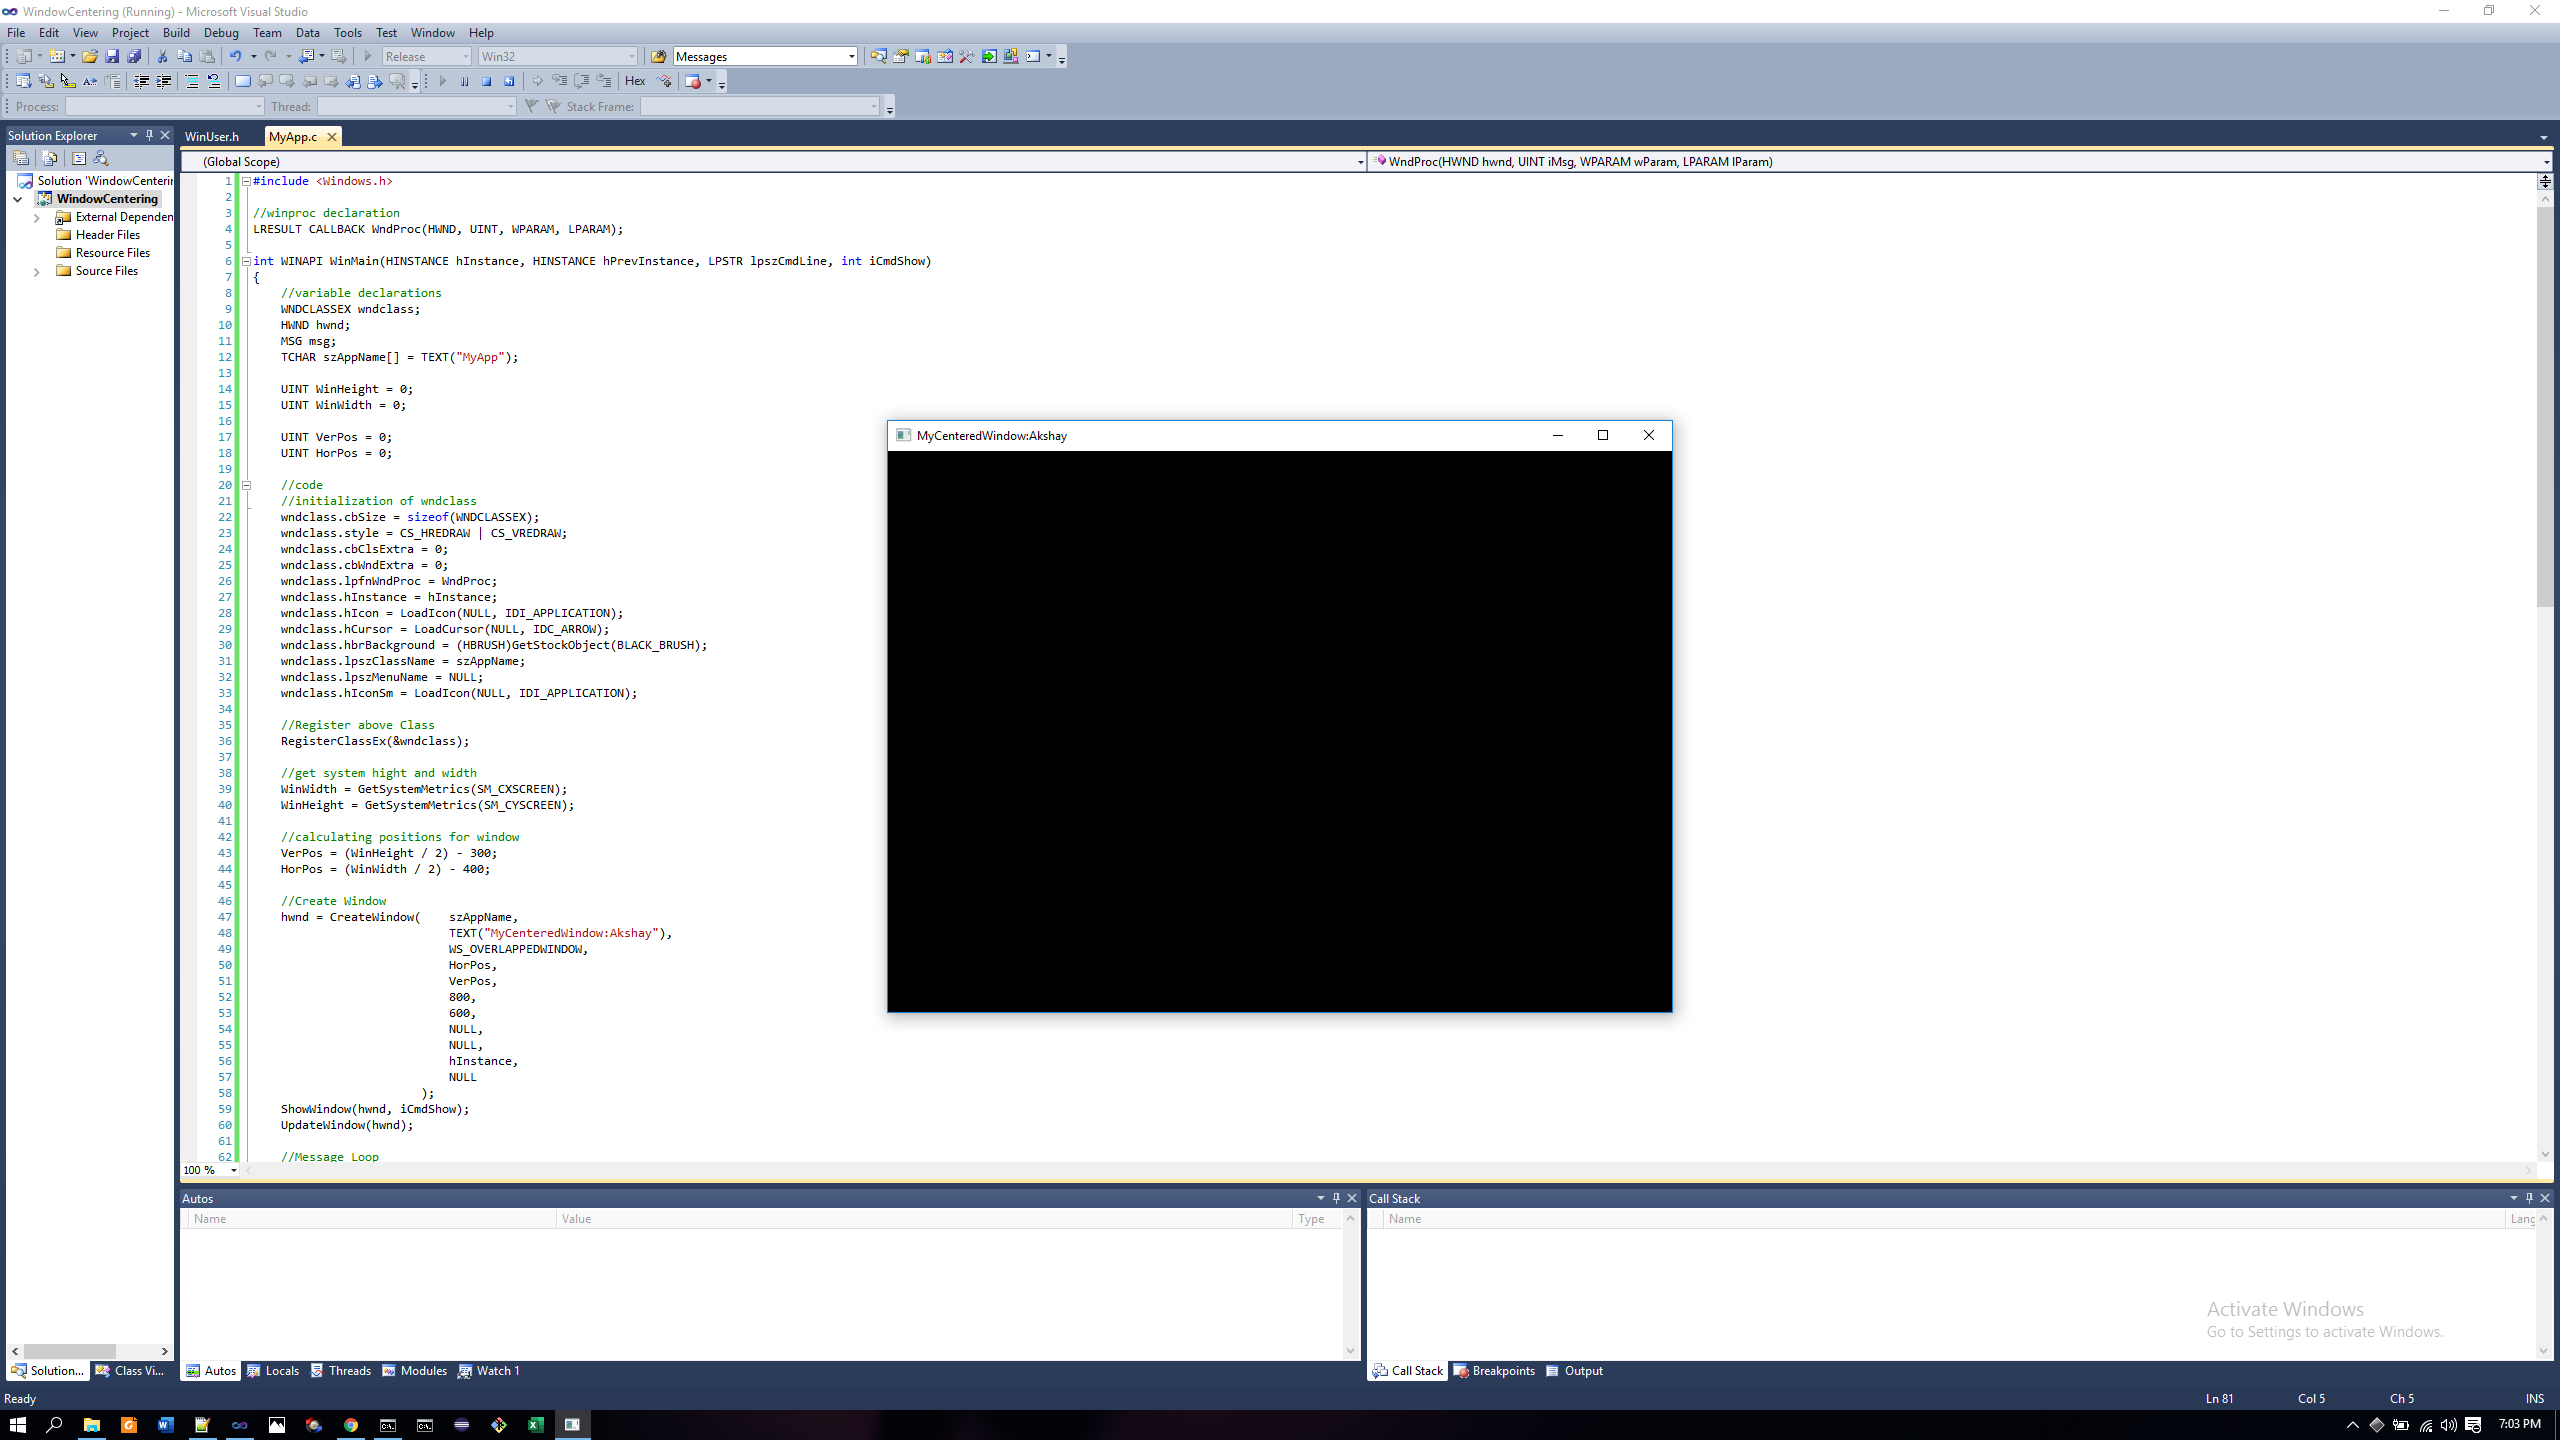 WindowCentering (Running) - Microsoft Visual Studio
File Edit View Project Build Debug Team Data Tools Test Window Help
Release Win32 Messages
Hex
Process: Thread: Stack Frame:
Solution Explorer
WinUser.h MyApp.c
(Global Scope)
WndProc(HWND hwnd, UINT iMsg, WPARAM wParam, LPARAM lParam)
Solution 'WindowCenterin
WindowCentering
External Dependen
Header Files
Resource Files
Source Files
1 #include <Windows.h>
2
3 //winproc declaration
4 LRESULT CALLBACK WndProc(HWND, UINT, WPARAM, LPARAM);
5
6 int WINAPI WinMain(HINSTANCE hInstance, HINSTANCE hPrevInstance, LPSTR lpszCmdLine, int iCmdShow)
7 {
8 //variable declarations
9 WNDCLASSEX wndclass;
10 HWND hwnd;
11 MSG msg;
12 TCHAR szAppName[] = TEXT("MyApp");
13
14 UINT WinHeight = 0;
15 UINT WinWidth = 0;
16
17 UINT VerPos = 0;
18 UINT HorPos = 0;
19
20 //code
21 //initialization of wndclass
22 wndclass.cbSize = sizeof(WNDCLASSEX);
23 wndclass.style = CS_HREDRAW | CS_VREDRAW;
24 wndclass.cbClsExtra = 0;
25 wndclass.cbWndExtra = 0;
26 wndclass.lpfnWndProc = WndProc;
27 wndclass.hInstance = hInstance;
28 wndclass.hIcon = LoadIcon(NULL, IDI_APPLICATION);
29 wndclass.hCursor = LoadCursor(NULL, IDC_ARROW);
30 wndclass.hbrBackground = (HBRUSH)GetStockObject(BLACK_BRUSH);
31 wndclass.lpszClassName = szAppName;
32 wndclass.lpszMenuName = NULL;
33 wndclass.hIconSm = LoadIcon(NULL, IDI_APPLICATION);
34
35 //Register above Class
36 RegisterClassEx(&wndclass);
37
38 //get system hight and width
39 WinWidth = GetSystemMetrics(SM_CXSCREEN);
40 WinHeight = GetSystemMetrics(SM_CYSCREEN);
41
42 //calculating positions for window
43 VerPos = (WinHeight / 2) - 300;
44 HorPos = (WinWidth / 2) - 400;
45
46 //Create Window
47 hwnd = CreateWindow( szAppName,
48 TEXT("MyCenteredWindow:Akshay"),
49 WS_OVERLAPPEDWINDOW,
50 HorPos,
51 VerPos,
52 800,
53 600,
54 NULL,
55 NULL,
56 hInstance,
57 NULL
58 );
59 ShowWindow(hwnd, iCmdShow);
60 UpdateWindow(hwnd);
61
62 //Message Loop
MyCenteredWindow:Akshay
100 %
Autos
Name Value Type
Call Stack
Name Lang
Activate Windows
Go to Settings to activate Windows.
Solution... Class Vi...
Autos Locals Threads Modules Watch 1
Call Stack Breakpoints Output
Ready Ln 81 Col 5 Ch 5 INS
7:03 PM